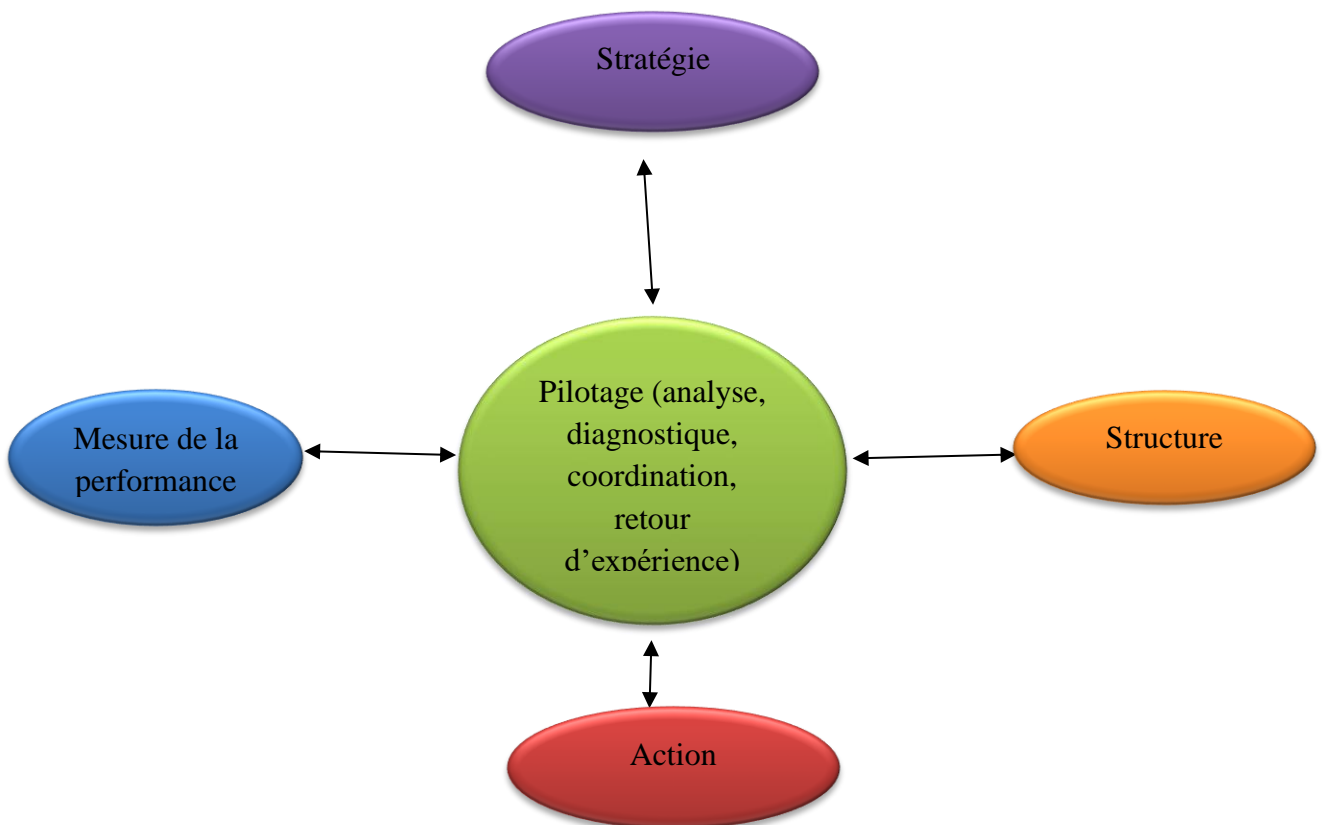 Stratégie
Mesure de la
performance
Pilotage (analyse,
diagnostique,
coordination,
retour
d’expérience)
Structure
Action